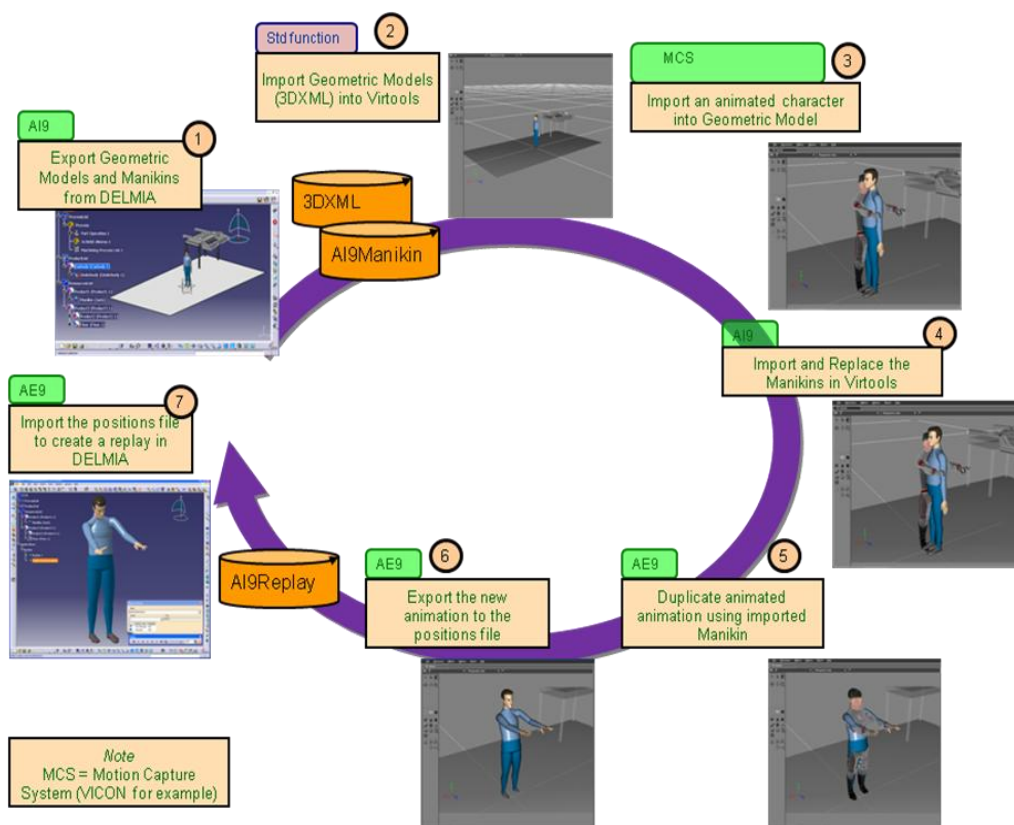 AI9
1
Export Geometric
Models and Manikins
from DELMIA
Std function
2
Import Geometric Models
(3DXML) into Virtools
MCS
3
Import an animated character
into Geometric Model
3DXML
AI9Manikin
AI9
4
Import and Replace the
Manikins in Virtools
AE9
5
Duplicate animated
animation using imported
Manikin
AE9
6
Export the new
animation to the
positions file
AI9Replay
AE9
7
Import the positions file
to create a replay in
DELMIA
Note
MCS = Motion Capture
System (VICON for example)